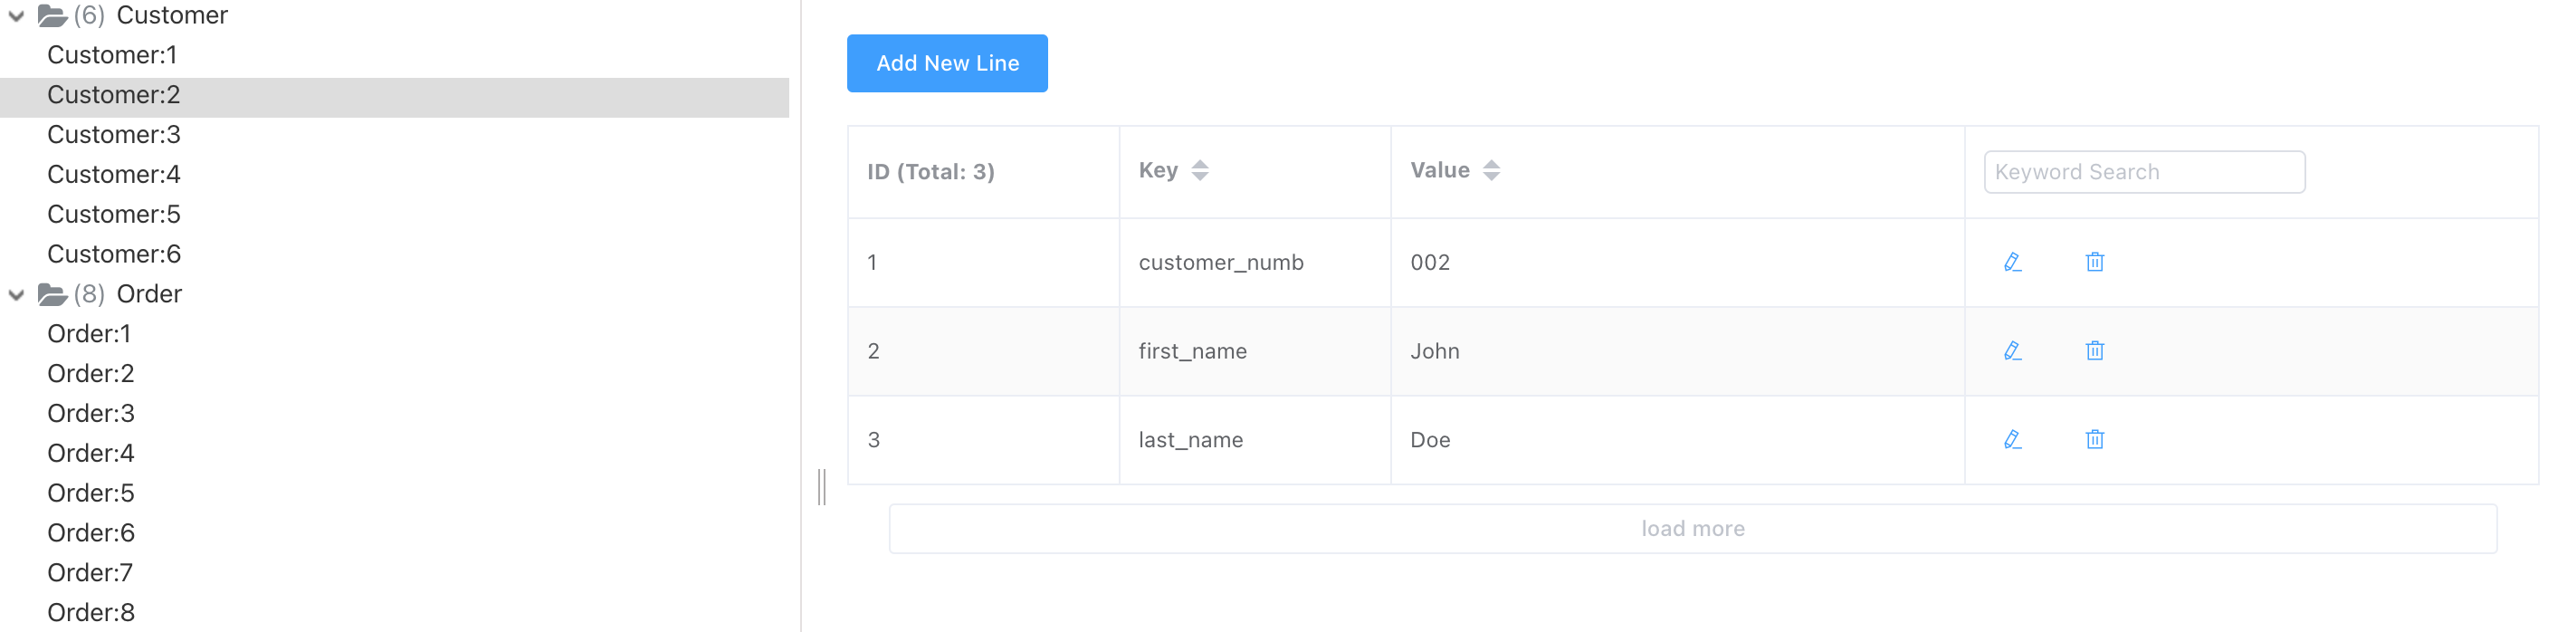 (6) Customer
Customer:1
Customer:2
Customer:3
Customer:4
Customer:5
Customer:6
(8) Order
Order:1
Order:2
Order:3
Order:4
Order:5
Order:6
Order:7
Order:8
Add New Line
ID (Total: 3) Key Value Keyword Search
1 customer_numb 002
2 first_name John
3 last_name Doe
load more